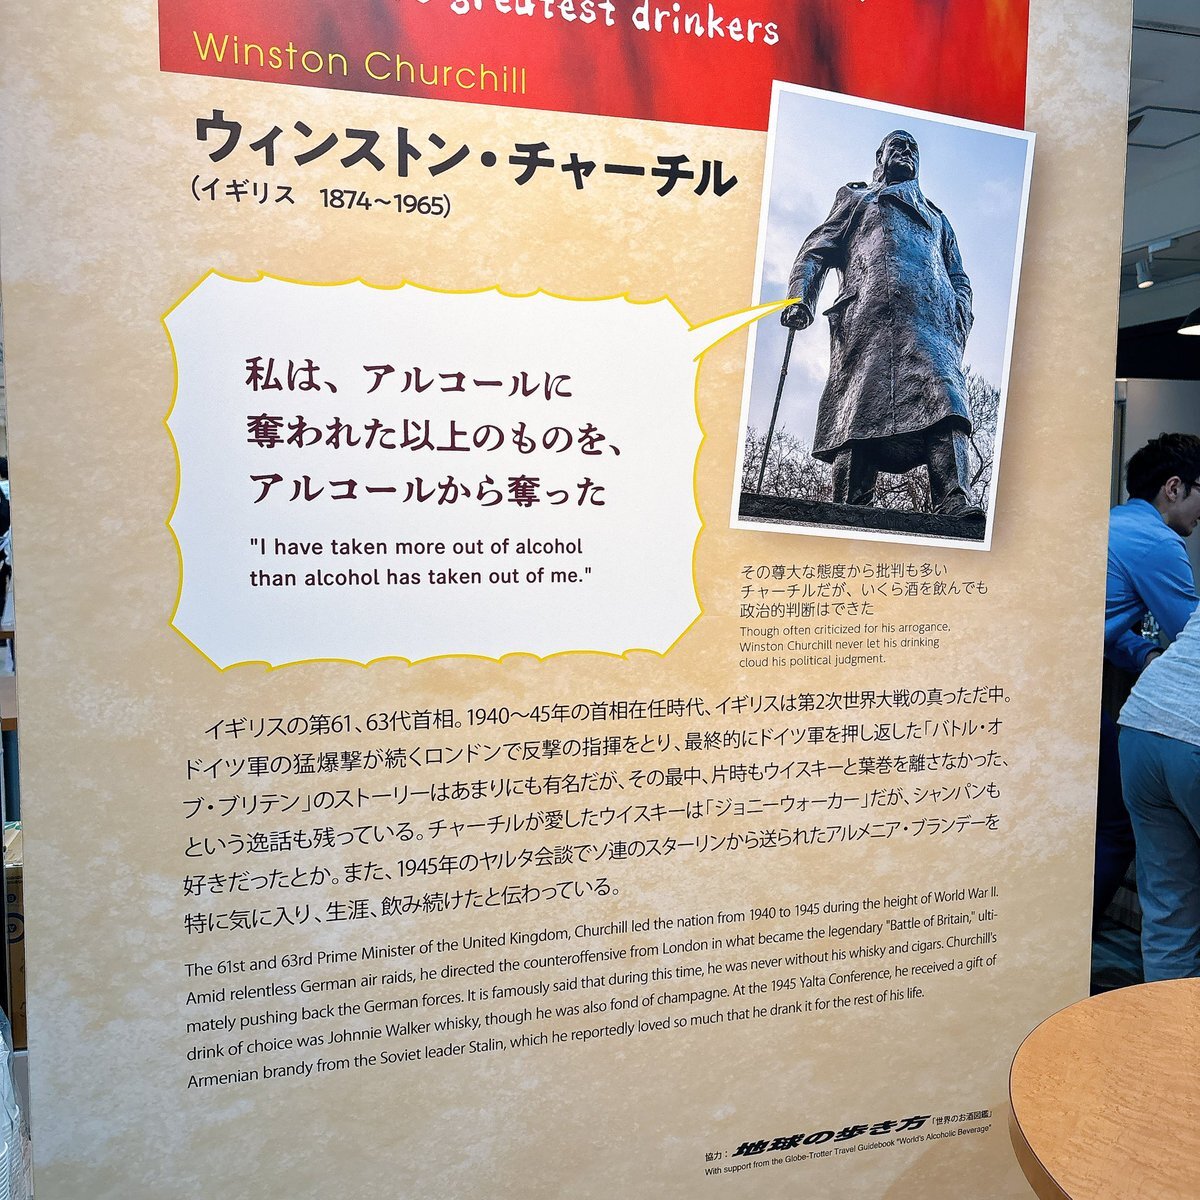 greatest drinkers
Winston Churchill
ウィンストン・チャーチル
（イギリス　1874～1965）
私は、アルコールに
奪われた以上のものを、
アルコールから奪った
"I have taken more out of alcohol
than alcohol has taken out of me."
その尊大な態度から批判も多い
チャーチルだが、いくら酒を飲んでも
政治的判断はできた
Though often criticized for his arrogance,
Winston Churchill never let his drinking
cloud his political judgment.
イギリスの第61、63代首相。1940～45年の首相在任時代、イギリスは第2次世界大戦の真っただ中。
ドイツ軍の猛爆撃が続くロンドンで反撃の指揮をとり、最終的にドイツ軍を押し返した「バトル・オ
ブ・ブリテン」のストーリーはあまりにも有名だが、その最中、片時もウイスキーと葉巻を離さなかった、
という逸話も残っている。チャーチルが愛したウイスキーは「ジョニーウォーカー」だが、シャンパンも
好きだったとか。また、1945年のヤルタ会談でソ連のスターリンから送られたアルメニア・ブランデーを
特に気に入り、生涯、飲み続けたと伝わっている。
The 61st and 63rd Prime Minister of the United Kingdom, Churchill led the nation from 1940 to 1945 during the height of World War II.
Amid relentless German air raids, he directed the counteroffensive from London in what became the legendary "Battle of Britain," ulti-
mately pushing back the German forces. It is famously said that during this time, he was never without his whisky and cigars. Churchill's
drink of choice was Johnnie Walker whisky, though he was also fond of champagne. At the 1945 Yalta Conference, he received a gift of
Armenian brandy from the Soviet leader Stalin, which he reportedly loved so much that he drank it for the rest of his life.
協力：地球の歩き方「世界のお酒図鑑」
With support from the Globe-Trotter Travel Guidebook "World's Alcoholic Beverage"